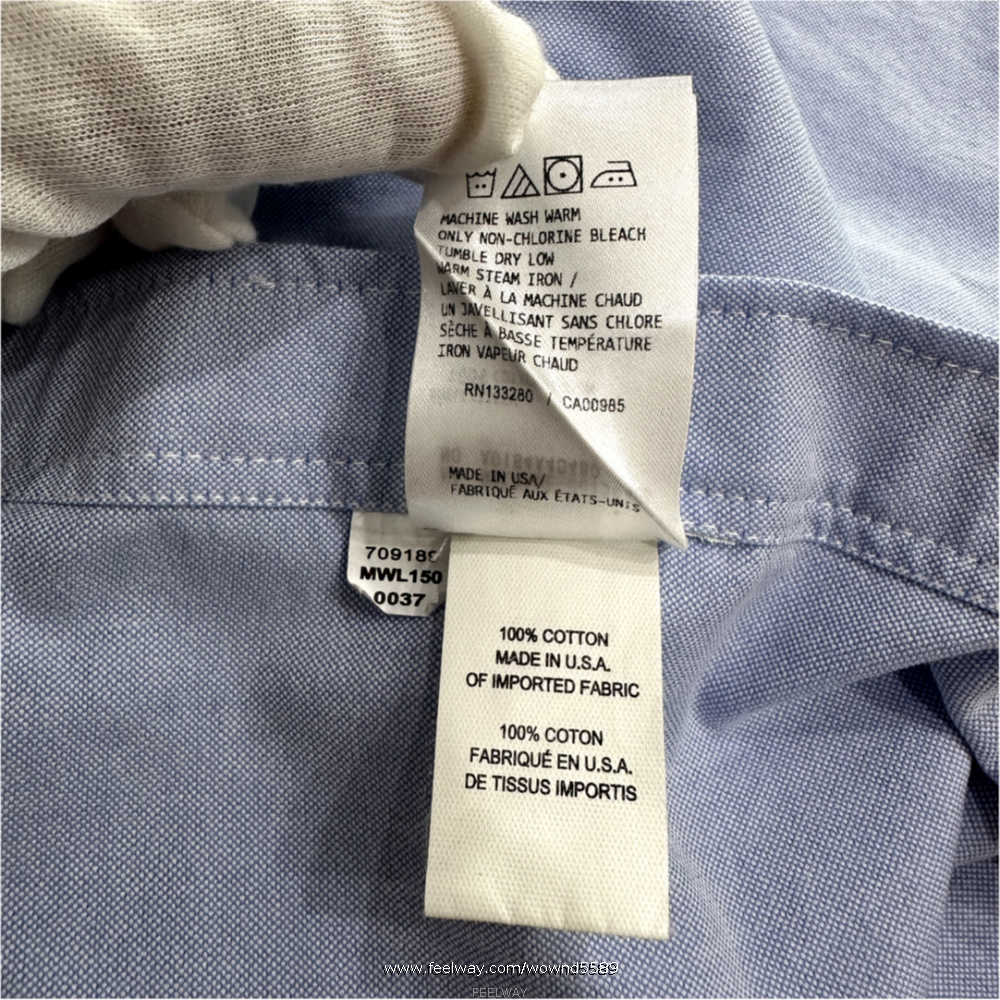 MACHINE WASH WARM
ONLY NON-CHLORINE BLEACH
TUMBLE DRY LOW
WARM STEAM IRON /
LAVER À LA MACHINE CHAUD
UN JAVELLISANT SANS CHLORE
SÈCHE À BASSE TEMPÉRATURE
IRON VAPEUR CHAUD
RN133280 / CA00985
MADE IN USA/
FABRIQUÉ AUX ÉTATS-UNIS
MWL150
0037
100% COTTON
MADE IN U.S.A.
OF IMPORTED FABRIC
100% COTON
FABRIQUÉ EN U.S.A.
DE TISSUS IMPORTIS
www.feelway.com/wownd5589
FEELWAY